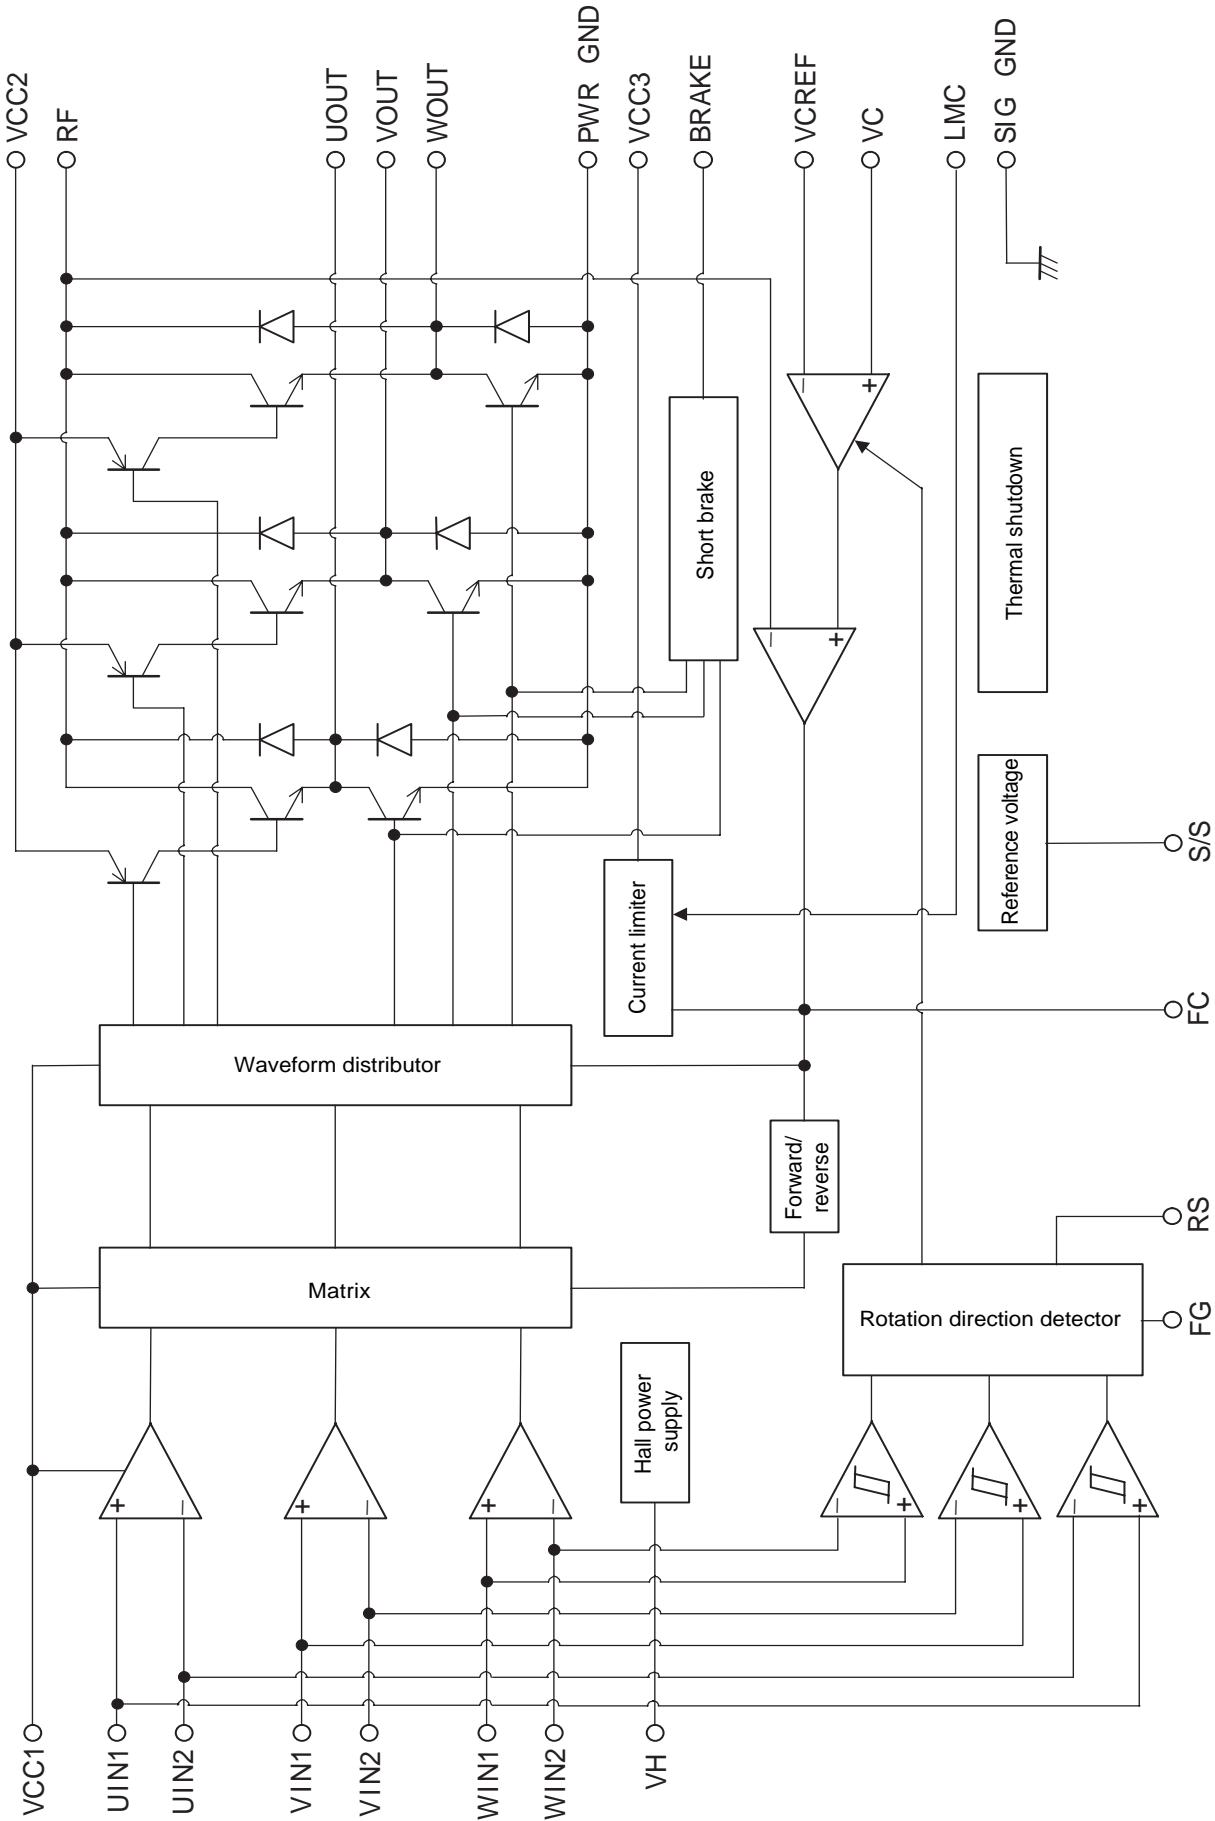 VCC2
RF
UOUT
VOUT
WOUT
PWR GND
VCC3
BRAKE
VCREF
VC
LMC
SIG GND
Short brake
Thermal shutdown
Current limiter
Reference voltage
S/S
FC
Waveform distributor
Forward/
reverse
RS
Matrix
Rotation direction detector
FG
Hall power
supply
+
–
+
–
+
–
–
+
–
+
–
+
–
+
–
+
VCC1
UIN1
UIN2
VIN1
VIN2
WIN1
WIN2
VH